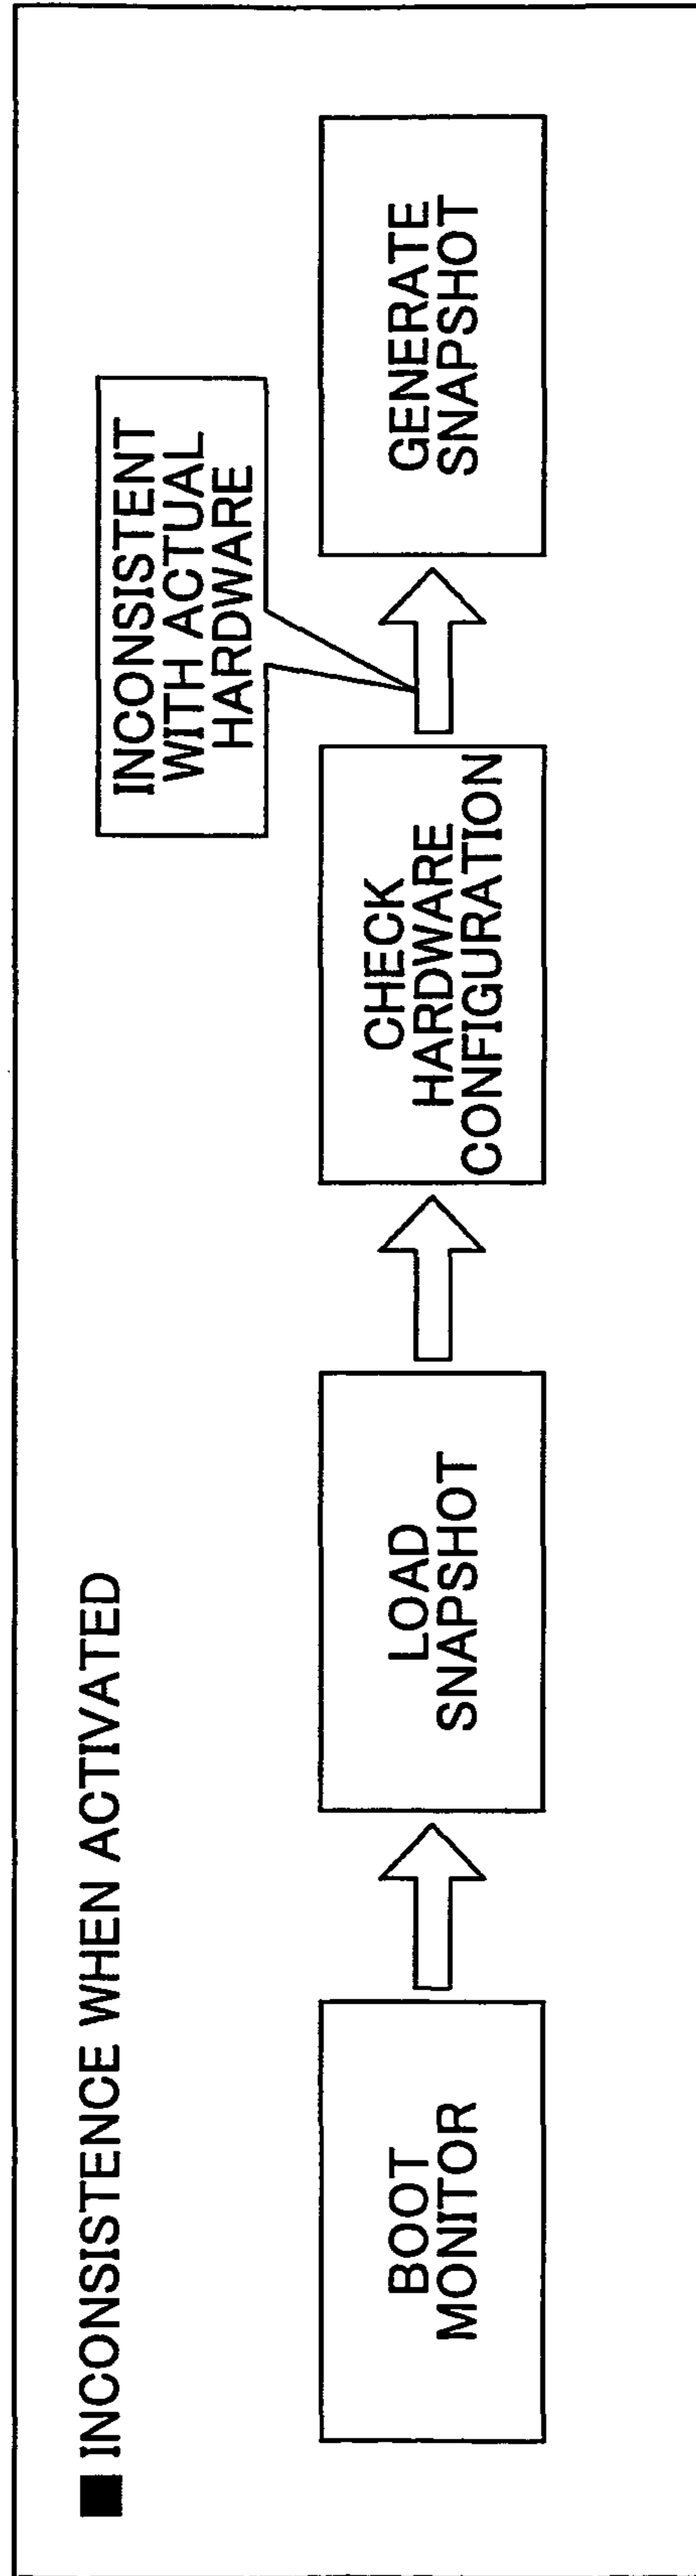 ■ INCONSISTENCE WHEN ACTIVATED
BOOT
MONITOR
LOAD
SNAPSHOT
CHECK
HARDWARE
CONFIGURATION
INCONSISTENT
WITH ACTUAL
HARDWARE
GENERATE
SNAPSHOT